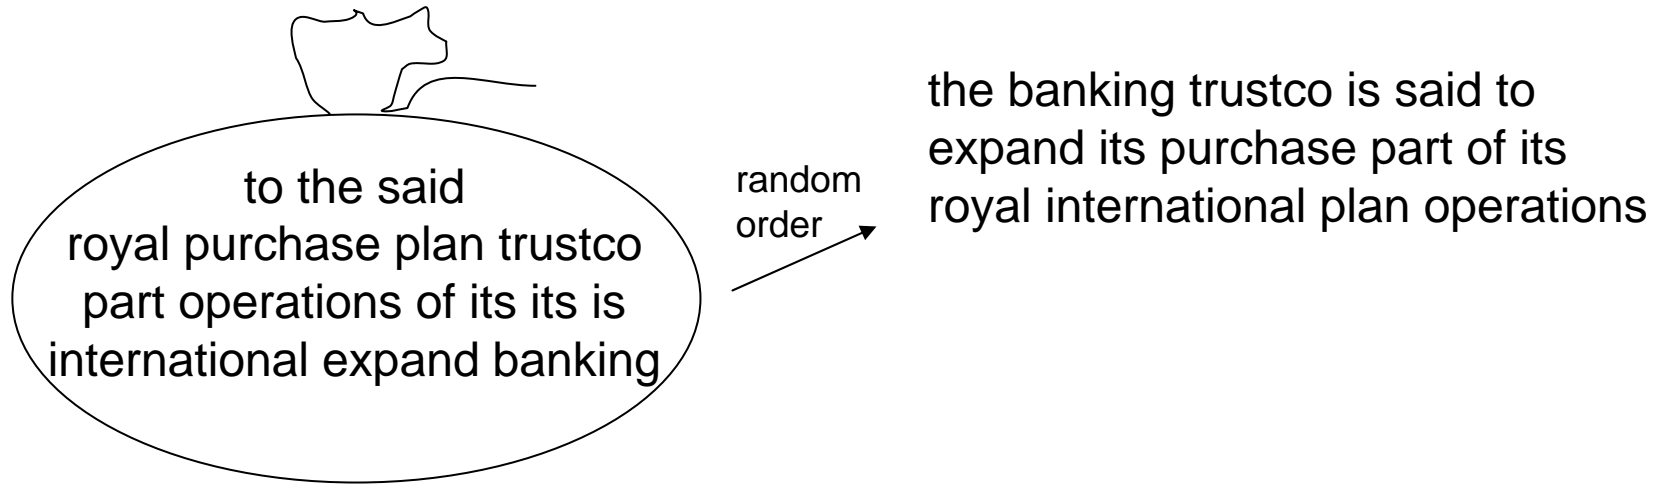 to the said
royal purchase plan trustco
part operations of its its is
international expand banking
random
order
the banking trustco is said to
expand its purchase part of its
royal international plan operations